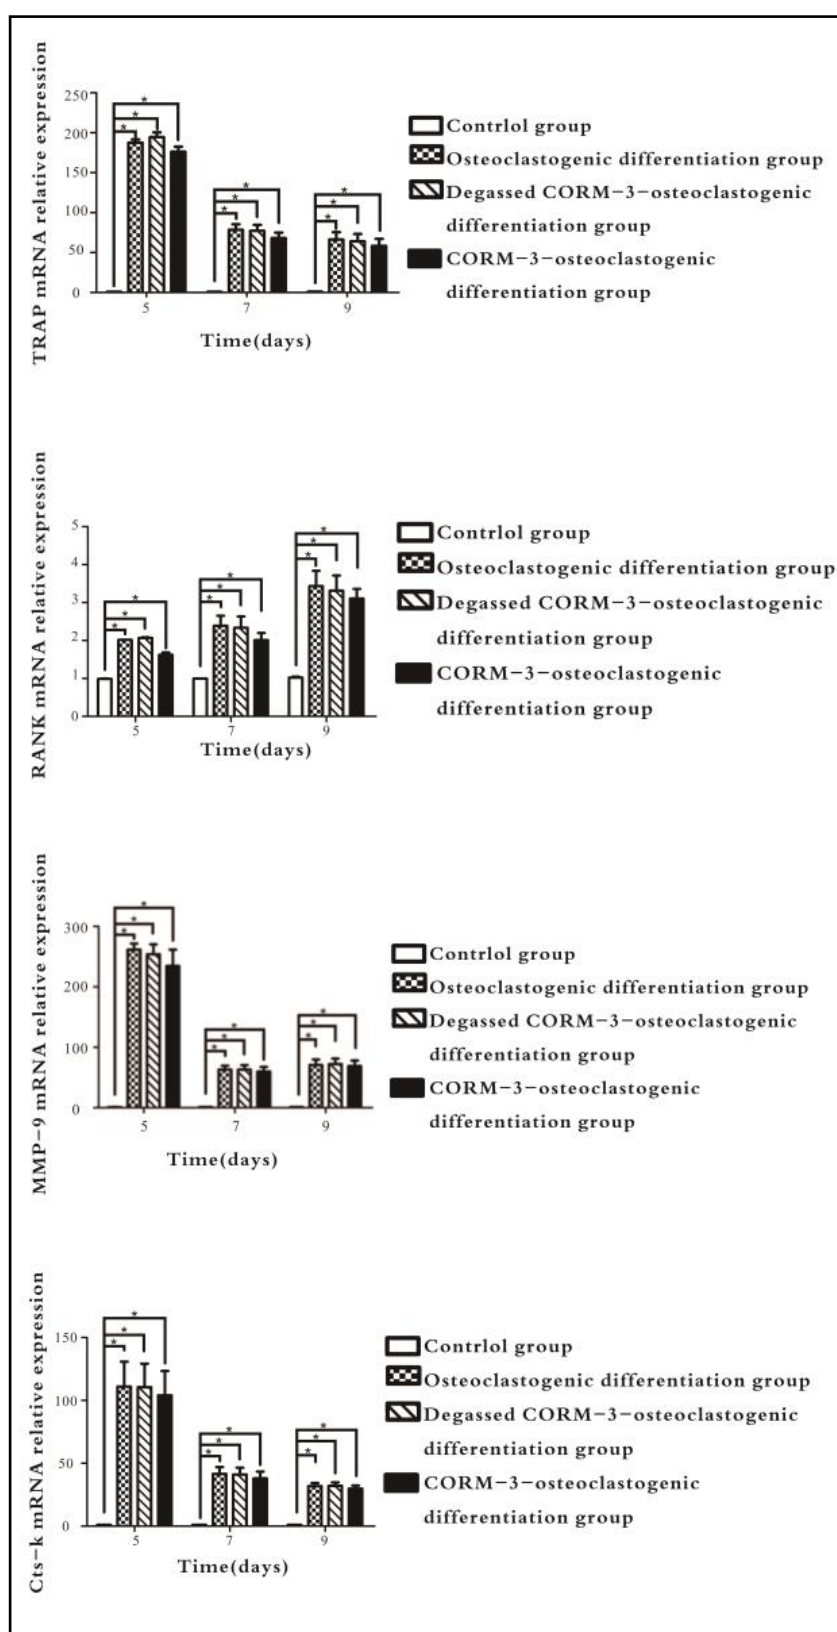 TRAP mRNA relative expression
250
200
150
100
50
0
* * *
* * *
* * *
5 7 9
Time(days)
Contrlol group
Osteoclastogenic differentiation group
Degassed CORM-3-osteoclastogenic
differentiation group
CORM-3-osteoclastogenic
differentiation group
RANK mRNA relative expression
5
4
3
2
1
0
* * *
* * *
* * *
5 7 9
Time(days)
Contrlol group
Osteoclastogenic differentiation group
Degassed CORM-3-osteoclastogenic
differentiation group
CORM-3-osteoclastogenic
differentiation group
MMP-9 mRNA relative expression
300
200
100
0
* * *
* * *
* * *
5 7 9
Time(days)
Contrlol group
Osteoclastogenic differentiation group
Degassed CORM-3-osteoclastogenic
differentiation group
CORM-3-osteoclastogenic
differentiation group
Cts-k mRNA relative expression
150
100
50
0
* * *
* * *
* * *
5 7 9
Time(days)
Contrlol group
Osteoclastogenic differentiation group
Degassed CORM-3-osteoclastogenic
differentiation group
CORM-3-osteoclastogenic
differentiation group